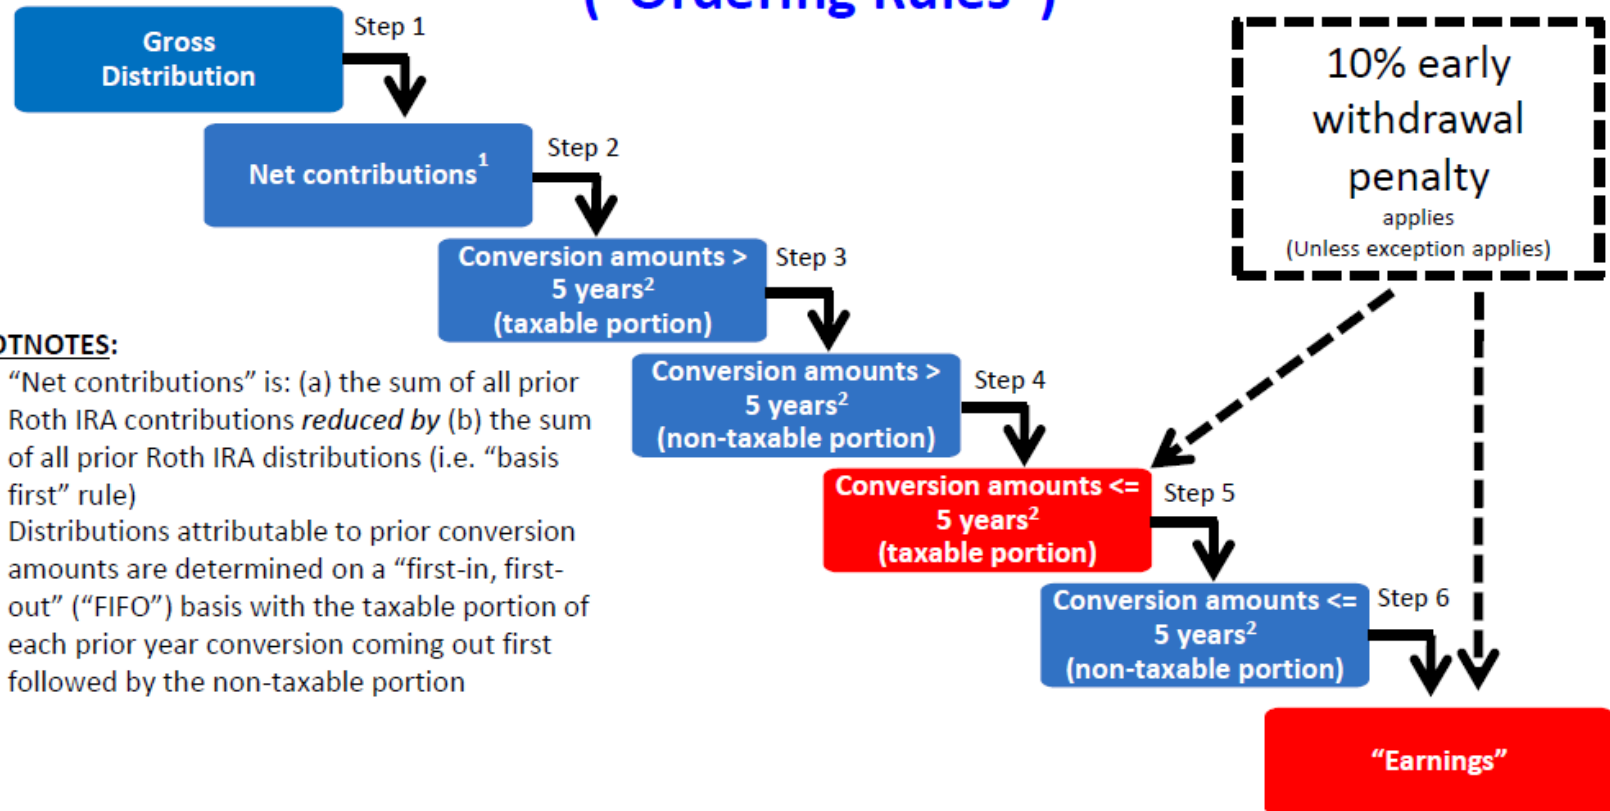 ("Ordering Rules")
Gross
Distribution
Step 1
Net contributions1
Step 2
Conversion amounts >
5 years2
(taxable portion)
Step 3
Conversion amounts >
5 years2
(non-taxable portion)
Step 4
Conversion amounts <=
5 years2
(taxable portion)
Step 5
Conversion amounts <=
5 years2
(non-taxable portion)
Step 6
“Earnings”
10% early
withdrawal
penalty
applies
(Unless exception applies)
OTNOTES:
“Net contributions” is: (a) the sum of all prior
Roth IRA contributions reduced by (b) the sum
of all prior Roth IRA distributions (i.e. “basis
first” rule)
Distributions attributable to prior conversion
amounts are determined on a “first-in, first-
out” (“FIFO”) basis with the taxable portion of
each prior year conversion coming out first
followed by the non-taxable portion